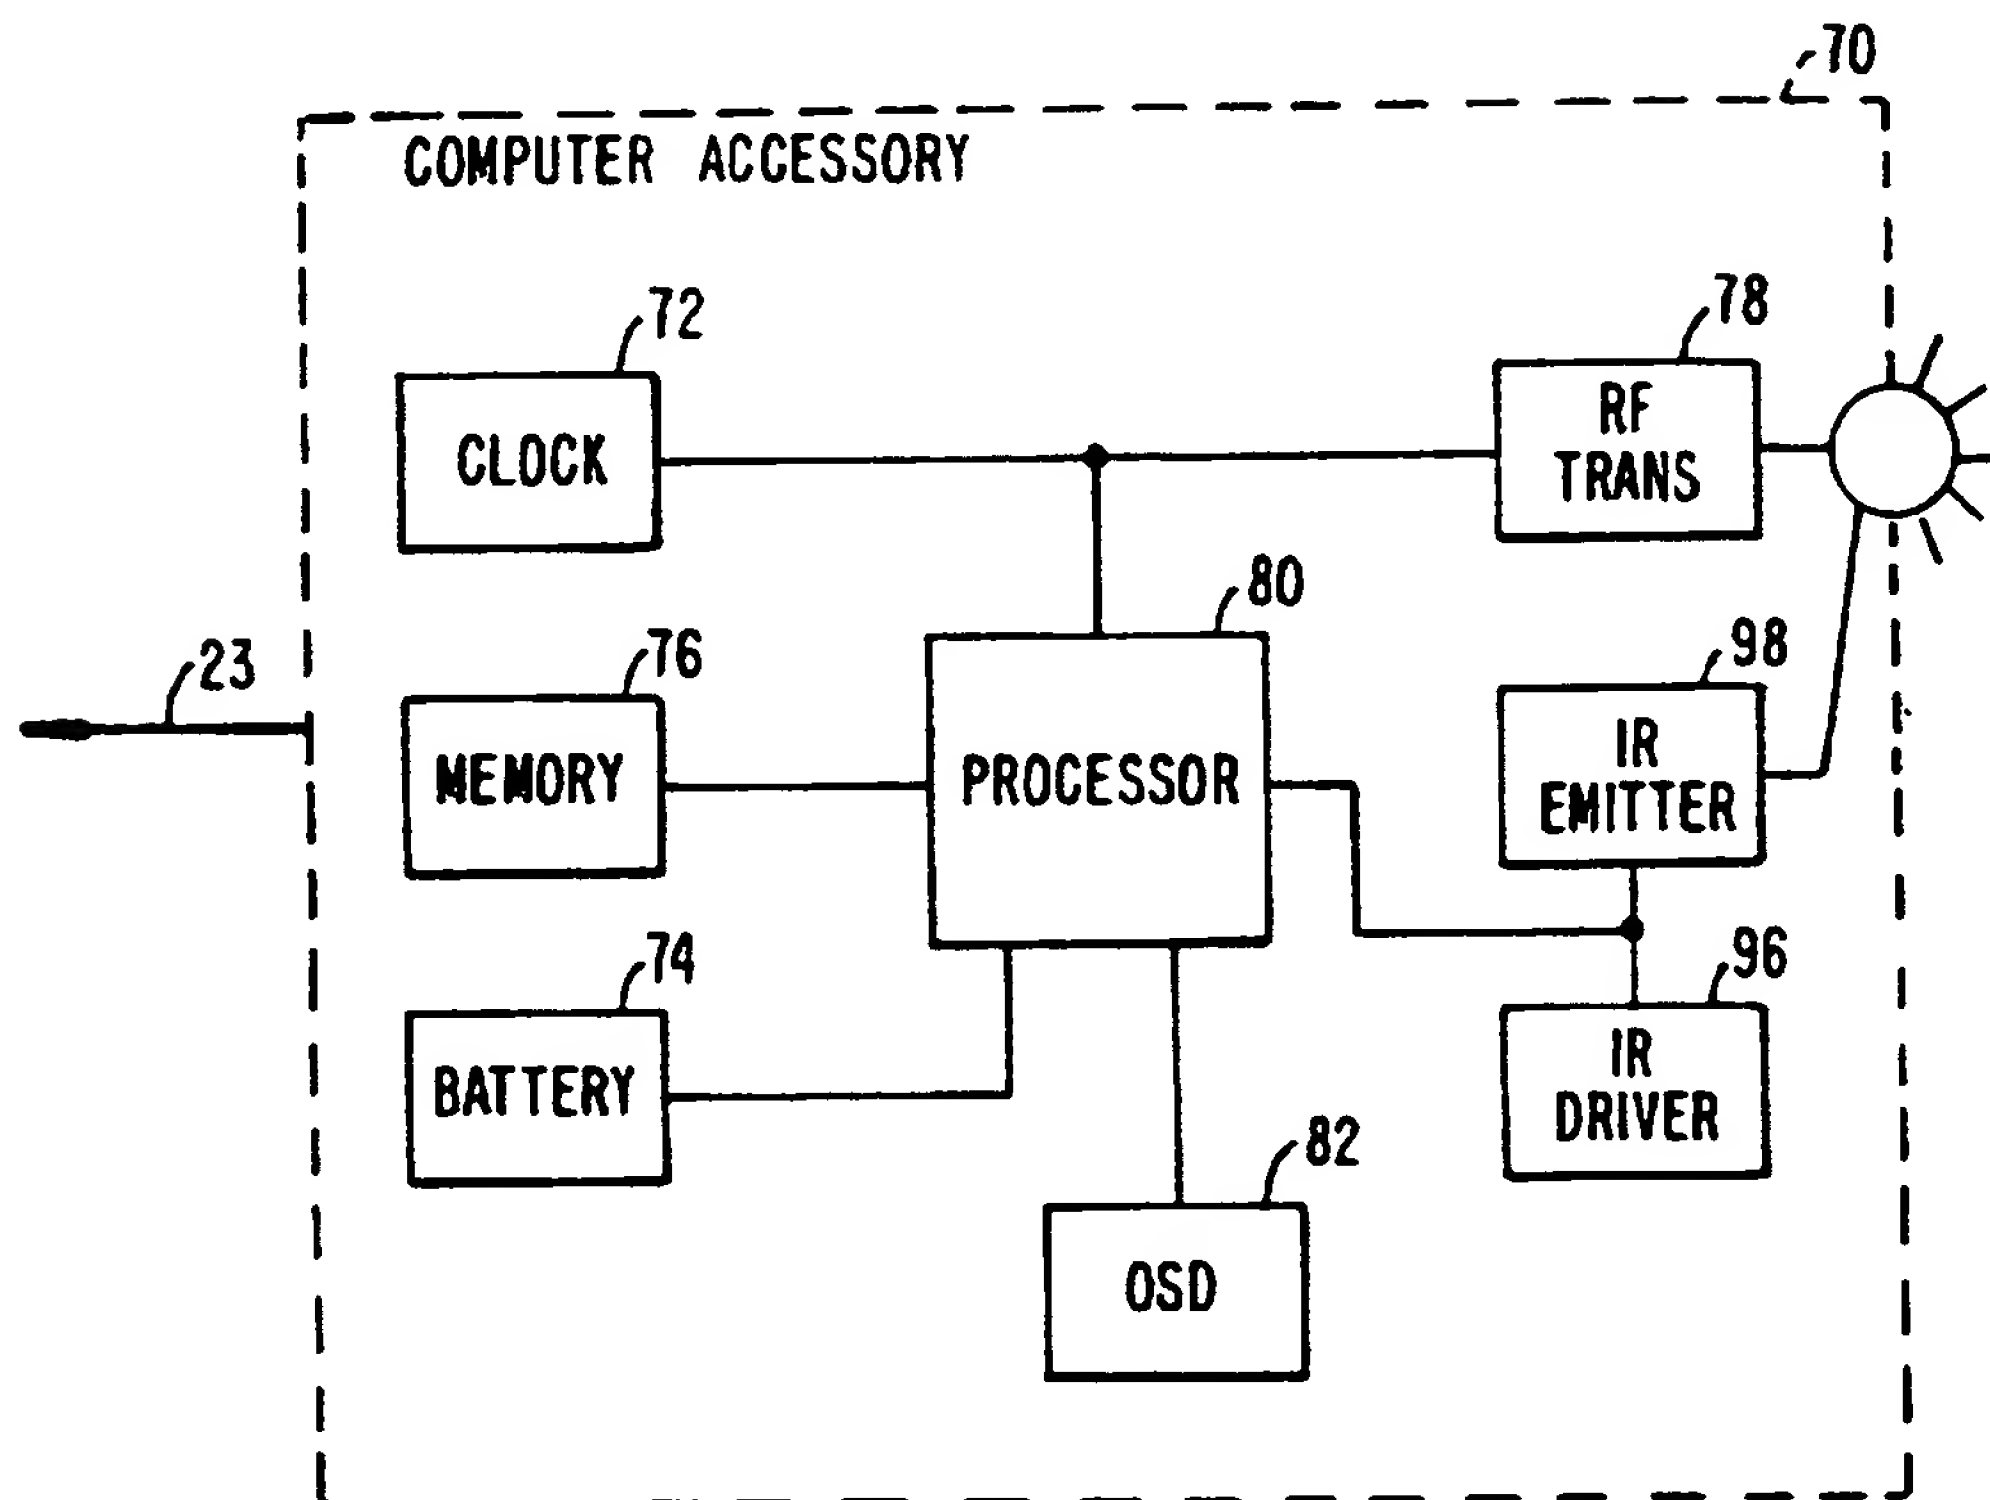 70
COMPUTER ACCESSORY
72
78
CLOCK
RF
TRANS
80
23
76
98
MEMORY
PROCESSOR
IR
EMITTER
74
96
BATTERY
IR
DRIVER
82
OSD